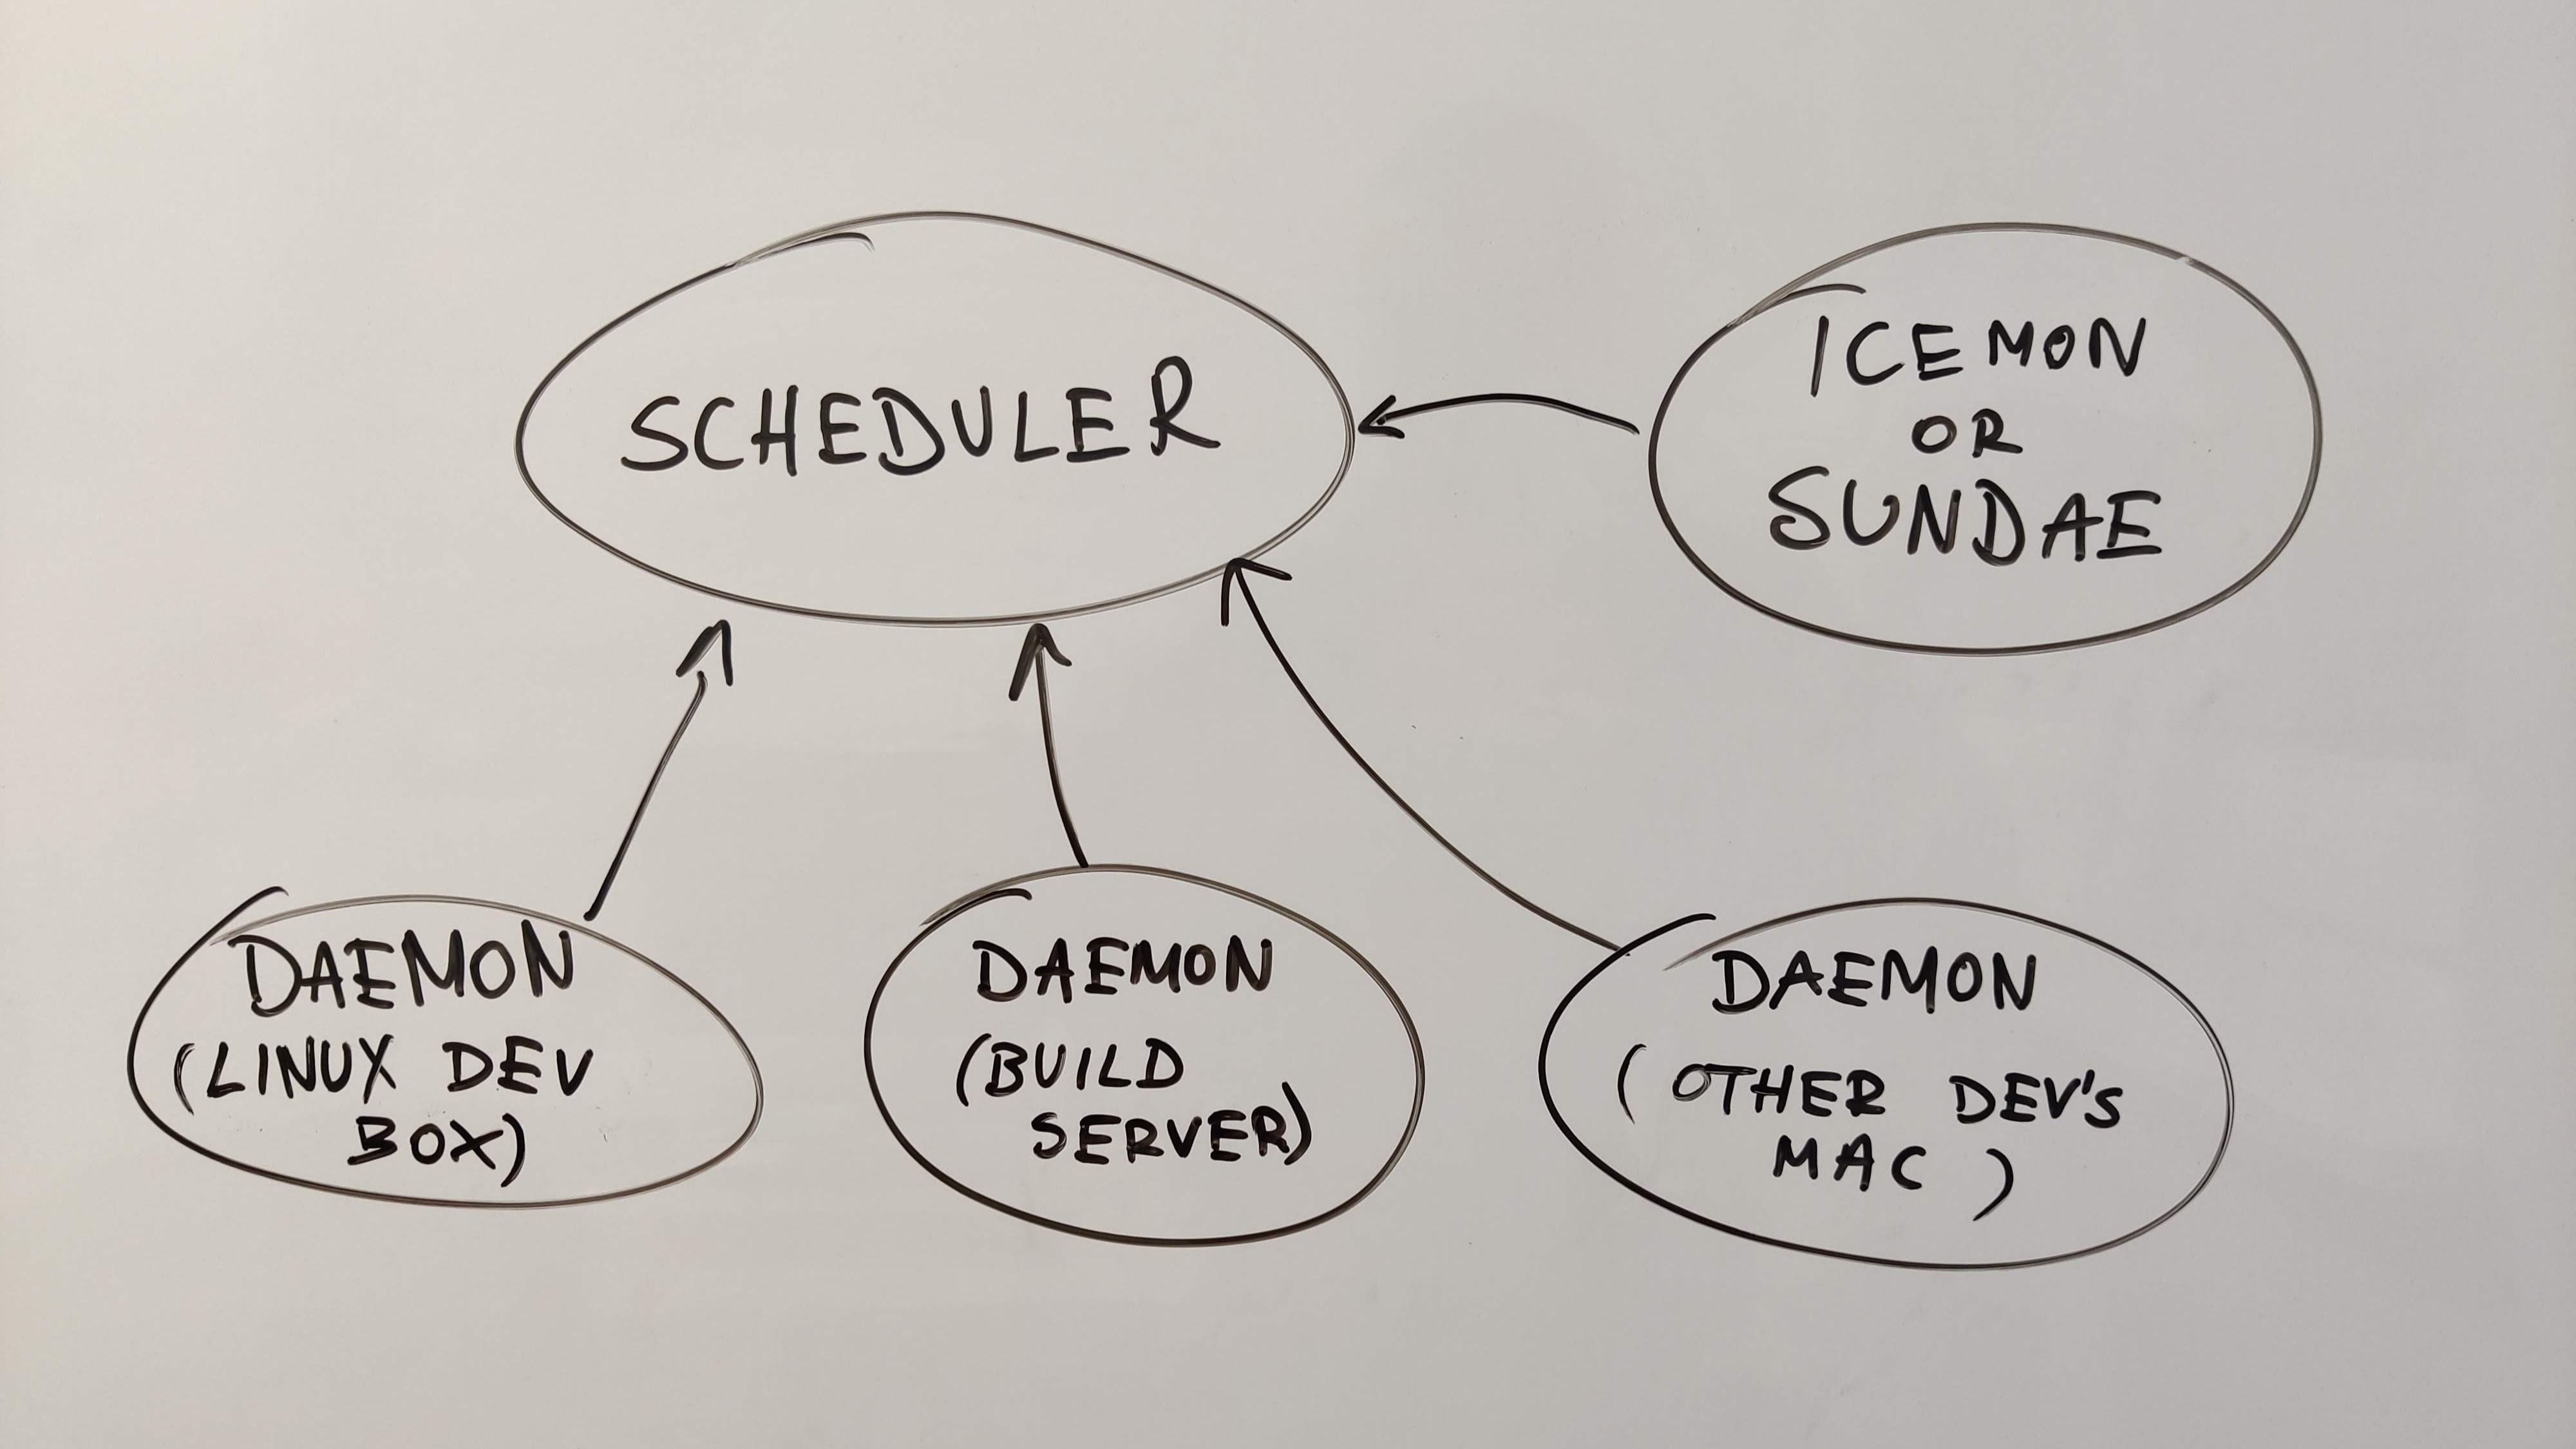 SCHEDULER
ICEMON
OR
SUNDAE
DAEMON
(LINUX DEV
BOX)
DAEMON
(BUILD
SERVER)
DAEMON
(OTHER DEV'S
MAC)